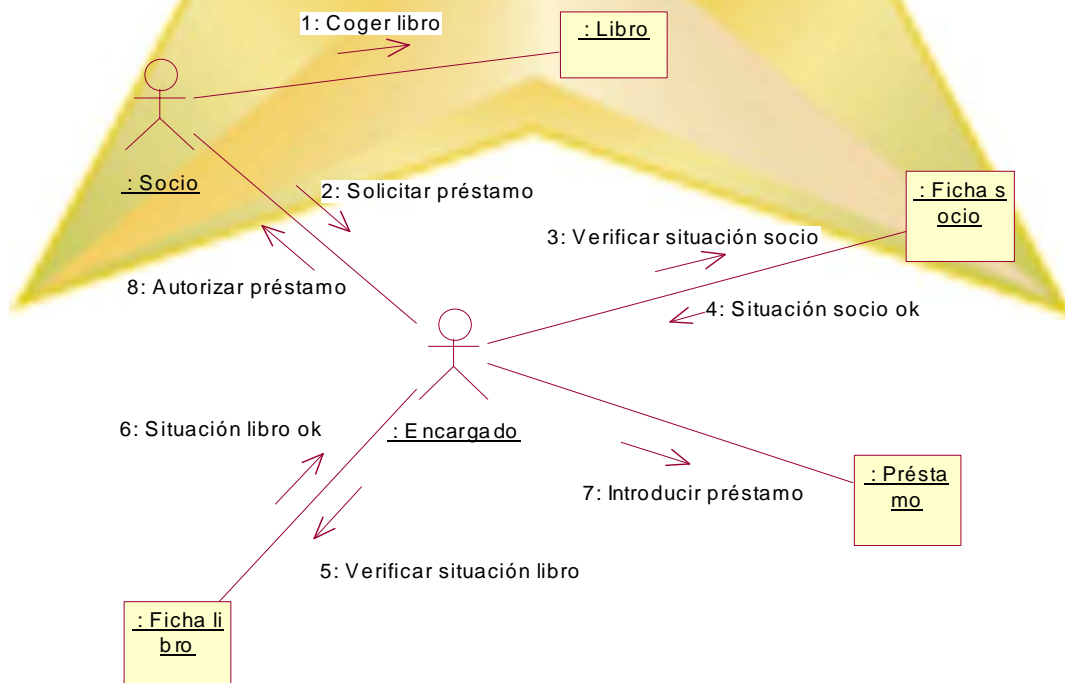 1: Coger libro
: Libro
: Socio
2: Solicitar préstamo
: Ficha s
ocio
3: Verificar situación socio
8: Autorizar préstamo
4: Situación socio ok
6: Situación libro ok
: Encargado
: Présta
mo
7: Introducir préstamo
5: Verificar situación libro
: Ficha li
bro